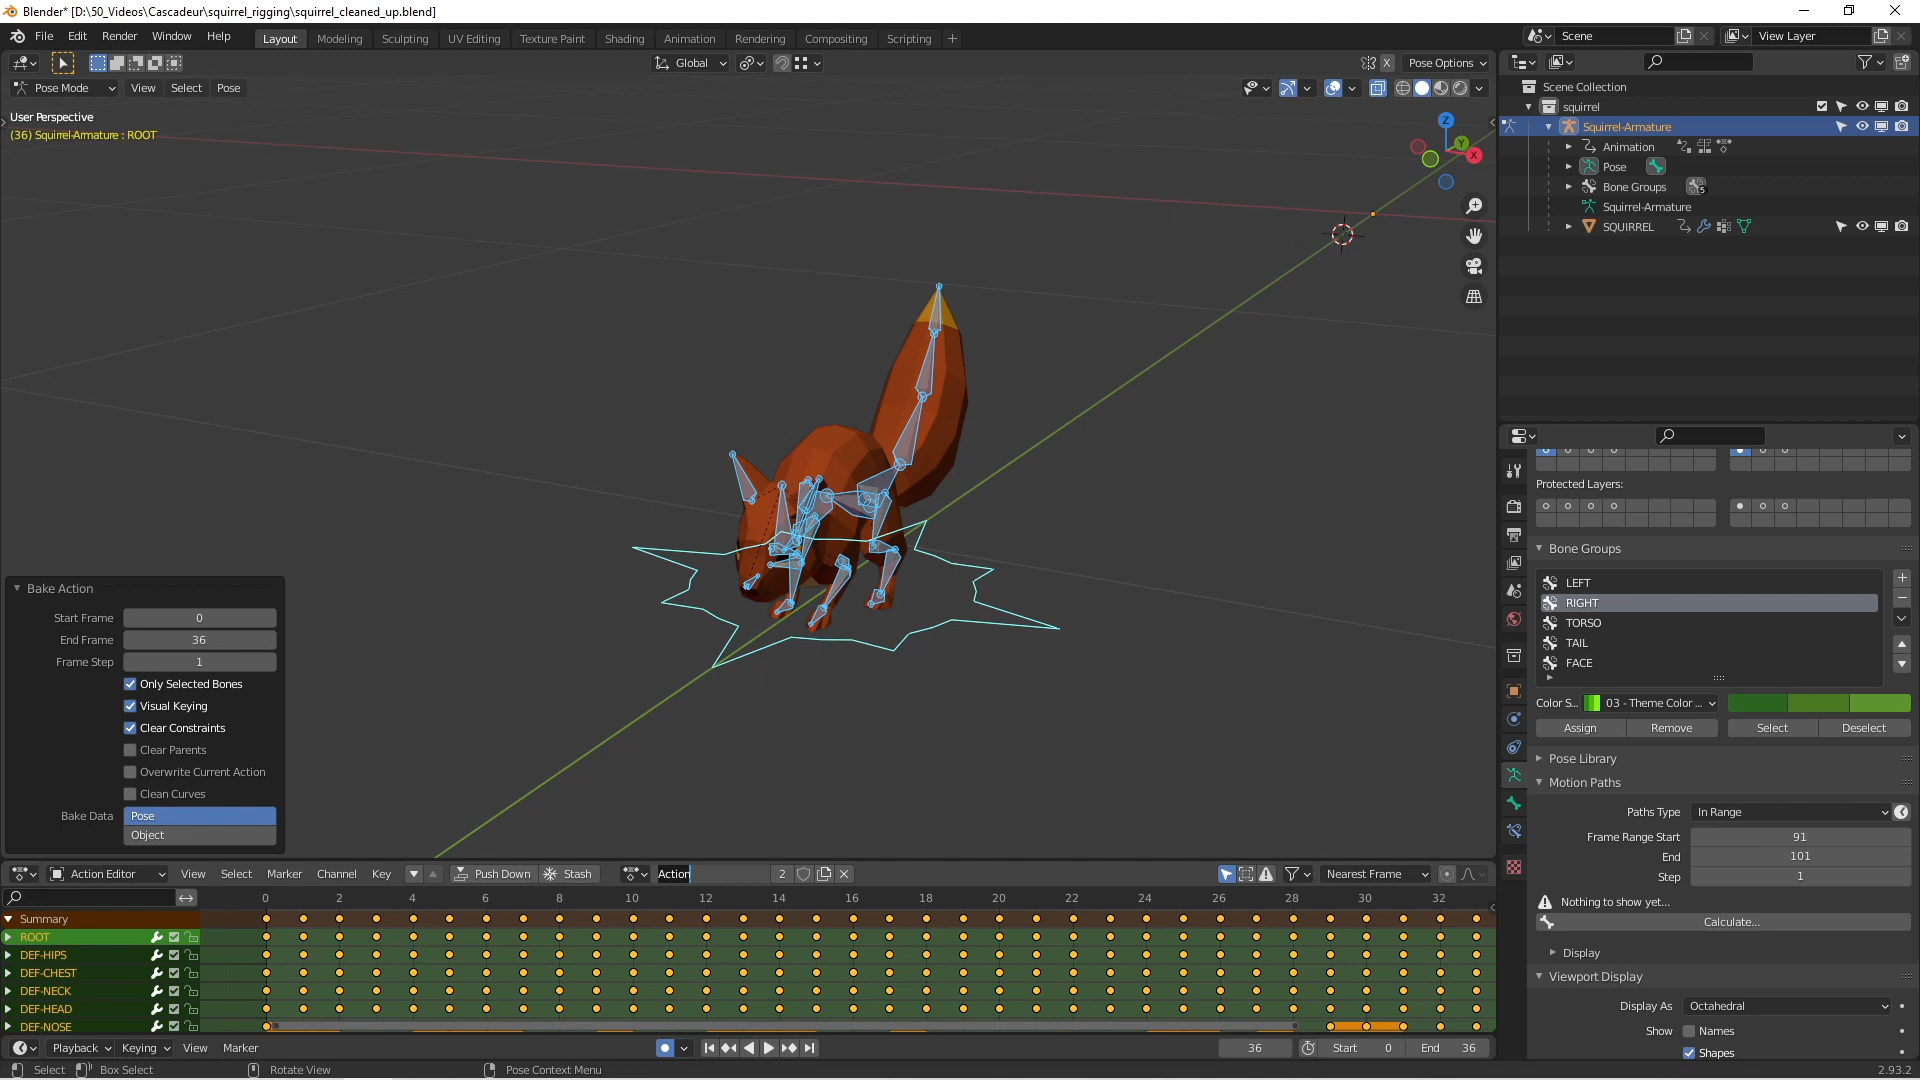 Blender* [D:\50_Videos\Cascadeur\squirrel_rigging\squirrel_cleaned_up.blend]
File Edit Render Window Help Layout Modeling Sculpting UV Editing Texture Paint Shading Animation Rendering Compositing Scripting + Scene View Layer
Global X Pose Options
Pose Mode View Select Pose
User Perspective
(36) Squirrel-Armature : ROOT
Z
Y
X
Scene Collection
squirrel
Squirrel-Armature
Animation
Pose
Bone Groups 5
Squirrel-Armature
SQUIRREL
Protected Layers:
Bone Groups
LEFT
RIGHT
TORSO
TAIL
FACE
Color S... 03 - Theme Color ...
Assign Remove Select Deselect
Pose Library
Motion Paths
Paths Type In Range
Frame Range Start 91
End 101
Step 1
Nothing to show yet...
Calculate...
Display
Viewport Display
Display As Octahedral
Show Names
Shapes
Bake Action
Start Frame 0
End Frame 36
Frame Step 1
Only Selected Bones
Visual Keying
Clear Constraints
Clear Parents
Overwrite Current Action
Clean Curves
Bake Data Pose
Object
Action Editor View Select Marker Channel Key Push Down Stash Action 2 Nearest Frame
0 2 4 6 8 10 12 14 16 18 20 22 24 26 28 30 32
Summary
ROOT
DEF-HIPS
DEF-CHEST
DEF-NECK
DEF-HEAD
DEF-NOSE
Playback Keying View Marker 36 Start 0 End 36
Select Box Select Rotate View Pose Context Menu 2.93.2